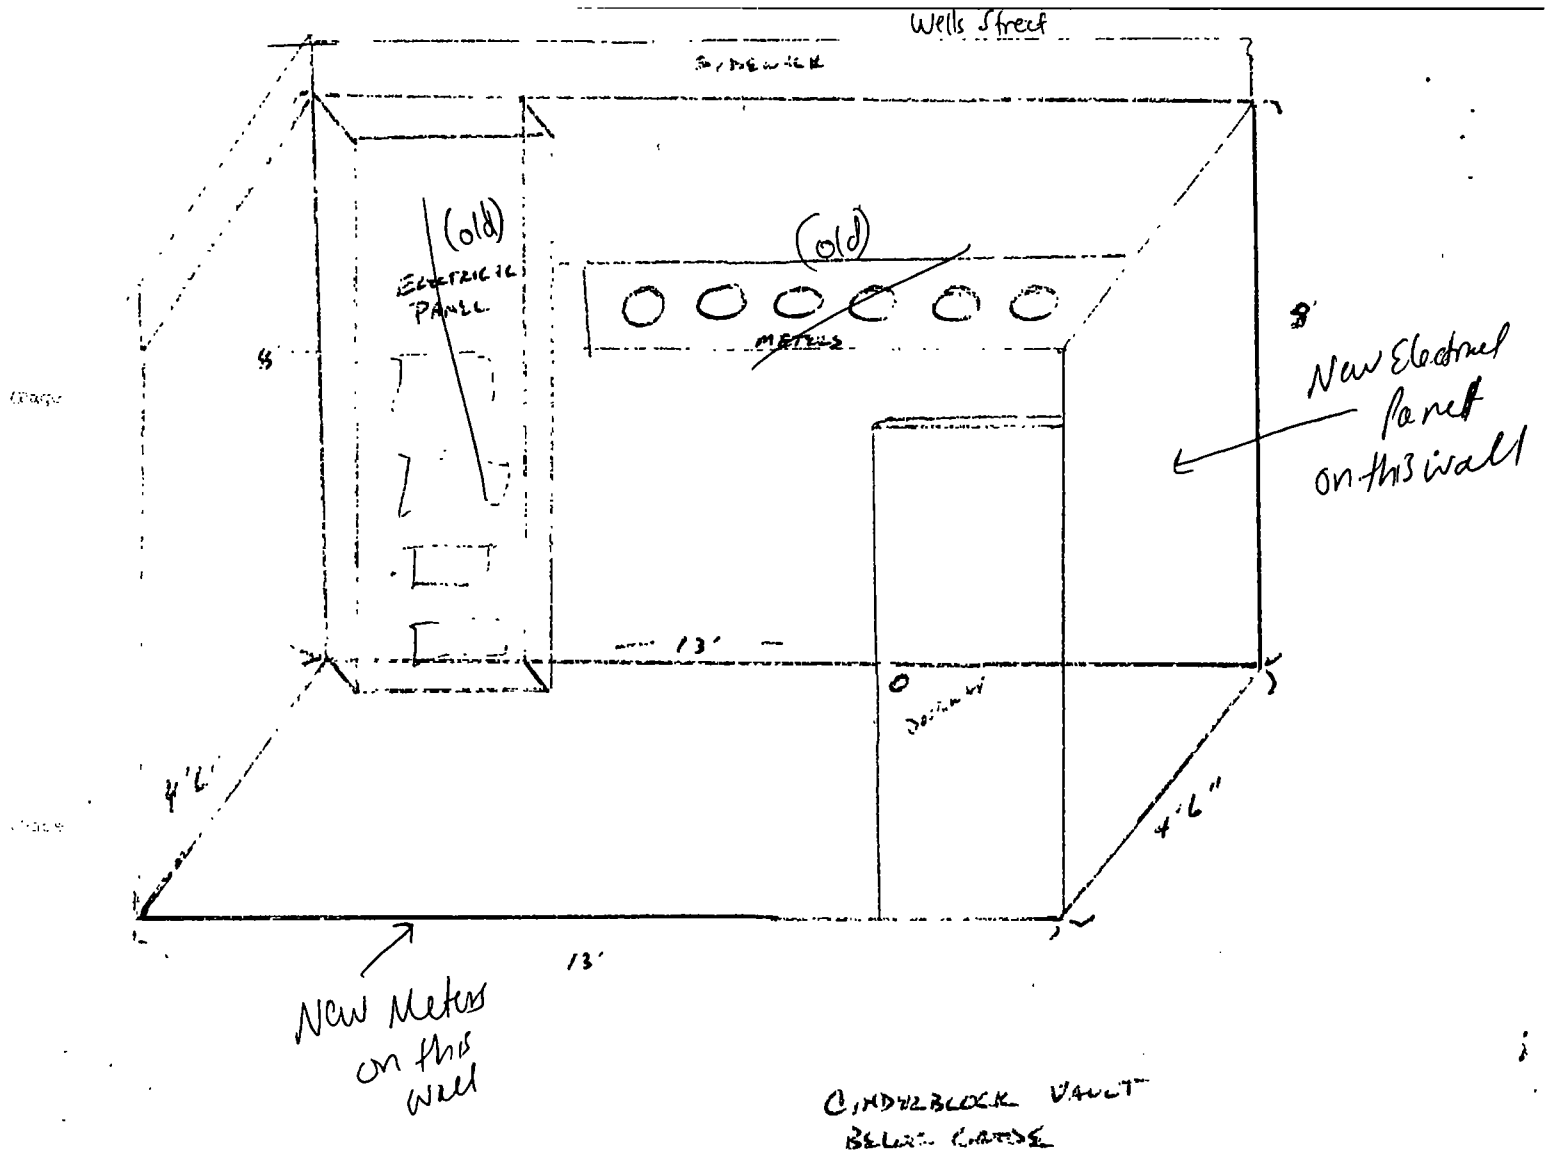 Wells Street
SIDEWALK
(old)
(old)
ELECTRICAL
PANEL
METERS
8'
8'
New Electrical
Panel
on this wall
13'
4'6"
4'6"
13'
New Meters
on this
wall
CINDERBLOCK VAULT
BELOW GRADE